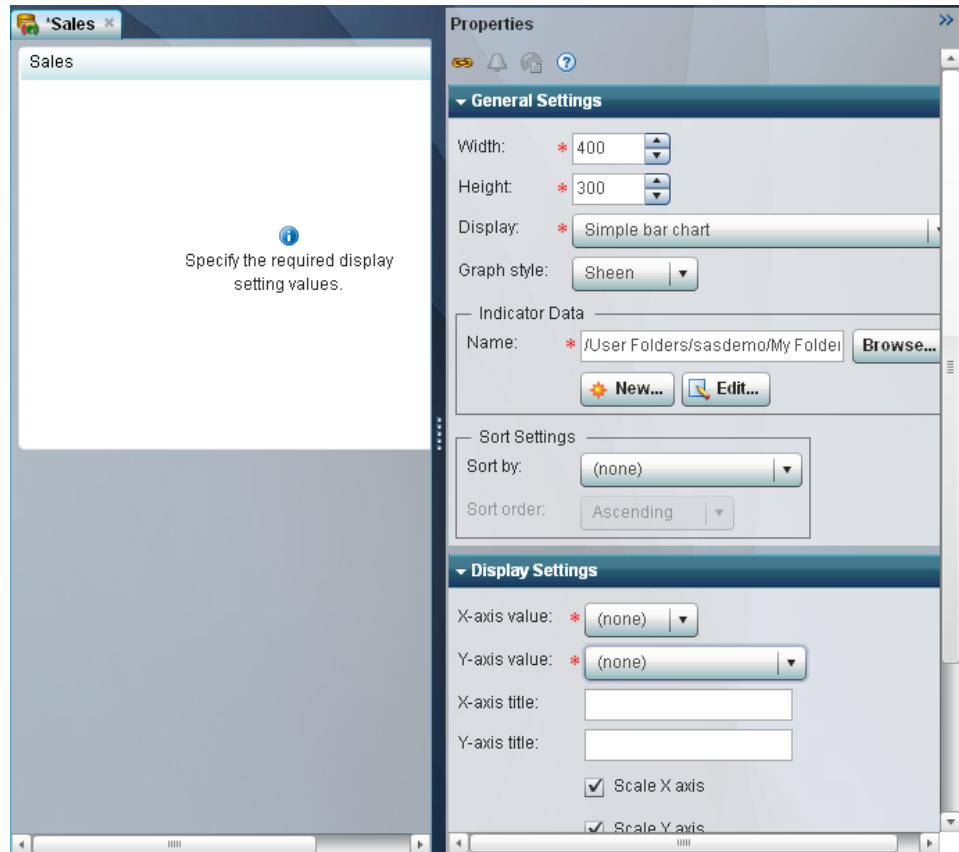 *Sales
Sales
Specify the required display
setting values.
Properties
General Settings
Width: * 400
Height: * 300
Display: * Simple bar chart
Graph style: Sheen
Indicator Data
Name: * /User Folders/sasdemo/My Folder Browse...
New... Edit...
Sort Settings
Sort by: (none)
Sort order: Ascending
Display Settings
X-axis value: * (none)
Y-axis value: * (none)
X-axis title:
Y-axis title:
Scale X axis
Scale Y axis